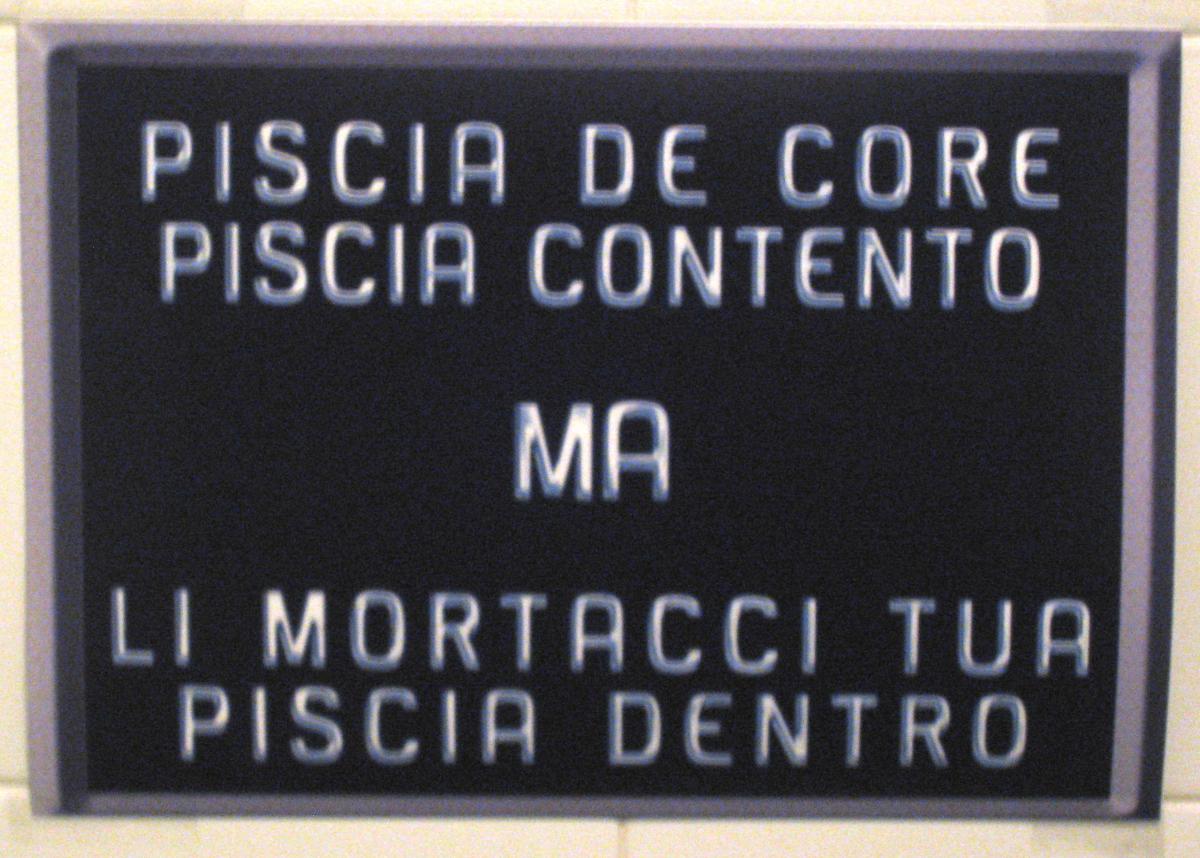 PISCIA DE CORE
PISCIA CONTENTO
MA
LI MORTACCI TUA
PISCIA DENTRO